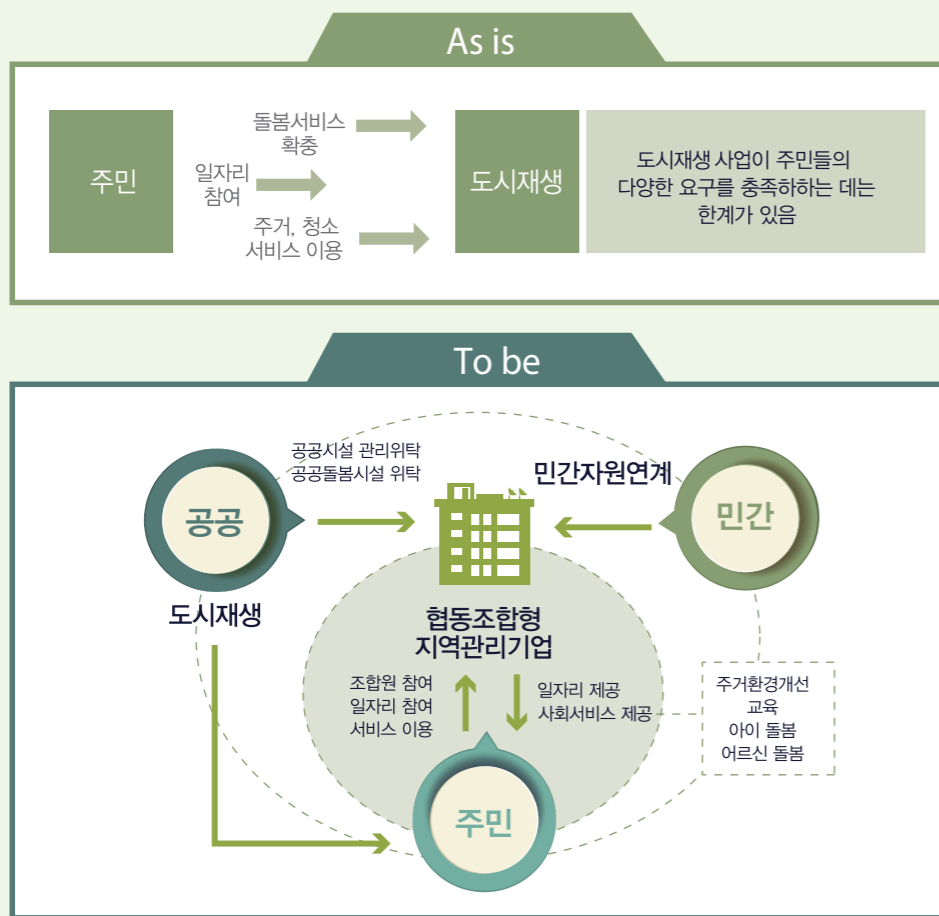 As is
주민
돌봄서비스
확충
일자리
참여
주거, 청소
서비스 이용
도시재생
도시재생 사업이 주민들의
다양한 요구를 충족하하는 데는
한계가 있음
To be
공공시설 관리위탁
공공돌봄시설 위탁
민간자원연계
공공
민간
도시재생
협동조합형
지역관리기업
조합원 참여
일자리 참여
서비스 이용
일자리 제공
사회서비스 제공
주거환경개선
교육
아이 돌봄
어르신 돌봄
주민